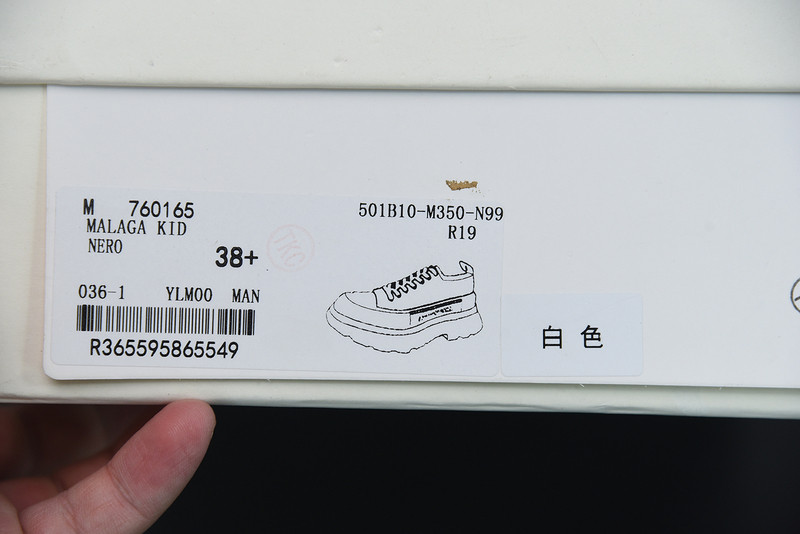 M 760165
MALAGA KID
NERO
38+
036-1 YLM00 MAN
R365595865549
501B10-M350-N99
R19
白色